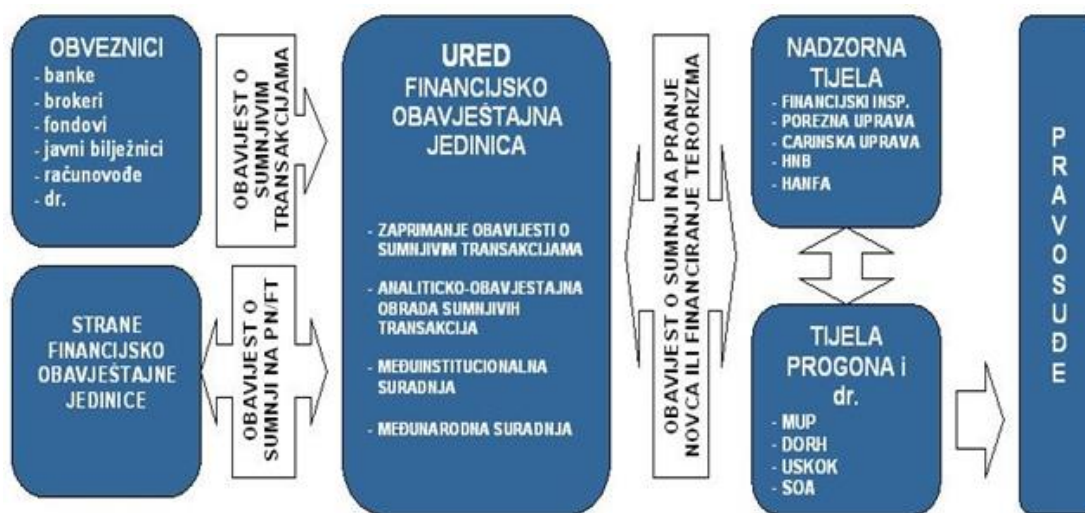 OBVEZNICI
- banke
- brokeri
- fondovi
- javni bilježnici
- računovođe
- dr.
OBAVIJEST O
SUMNJIVIM
TRANSAKCIJAMA
STRANE
FINANCIJSKO
OBAVJEŠTAJNE
JEDINICE
OBAVIJEST O
SUMNJI NA PN/FT
URED
FINANCIJSKO
OBAVJEŠTAJNA
JEDINICA
- ZAPRIMANJE OBAVIJESTI O
SUMNJIVIM TRANSAKCIJAMA
- ANALITICKO-OBAVJESTAJNA
OBRADA SUMNJIVIH
TRANSAKCIJA
- MEĐUINSTITUCIONALNA
SURADNJA
- MEĐUNARODNA SURADNJA
OBAVIJEST O SUMNJI NA PRANJE
NOVCA ILI FINANCIRANJE TERORIZMA
NADZORNA
TIJELA
- FINANCIJSKI INSP.
- POREZNA UPRAVA
- CARINSKA UPRAVA
- HNB
- HANFA
TIJELA
PROGONA i
dr.
- MUP
- DORH
- USKOK
- SOA
PRAVOSUĐE